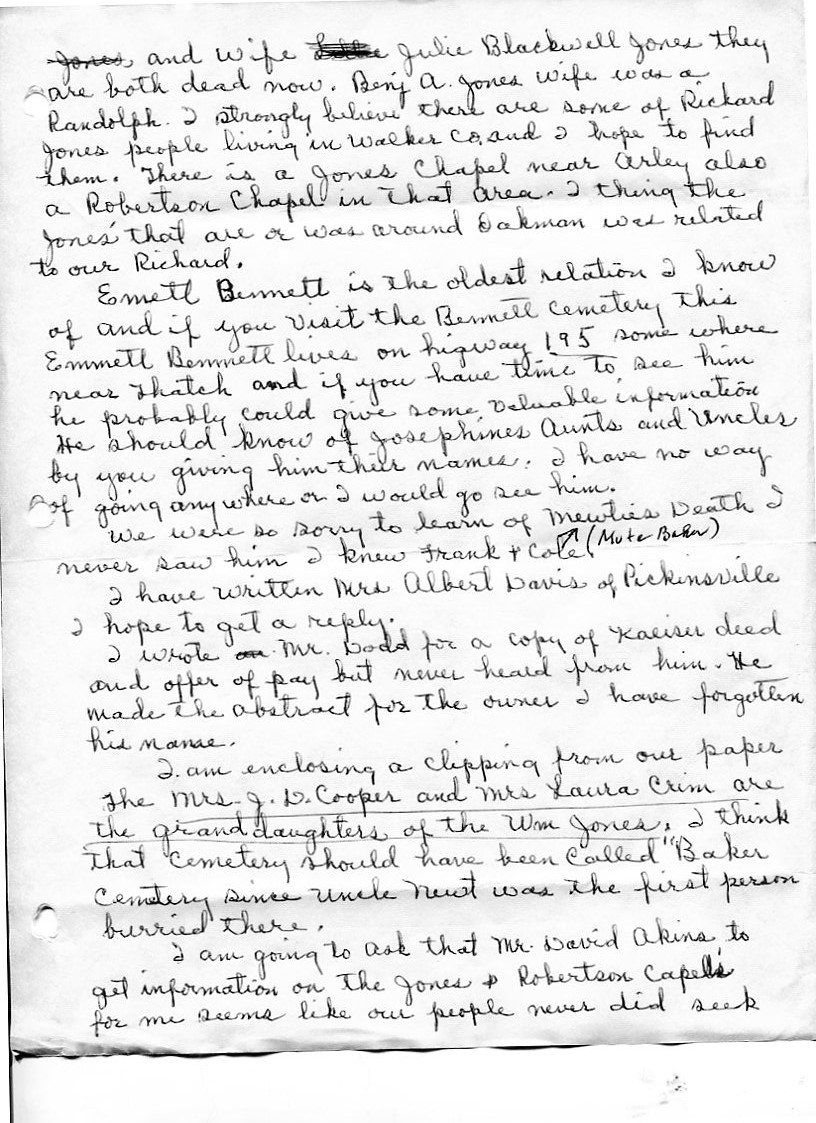 Jones and wife Julie Blackwell Jones they
are both dead now. Benj A. Jones wife was a
Randolph. I strongly believe there are some of Rickard
Jones people living in Walker Co. and I hope to find
them. There is a Jones Chapel near Arley also
a Robertson Chapel in that area. I thing the
Jones' that are or was around Oakman was related
to our Richard.
Emett Bennett is the oldest relation I know
of and if you visit the Bennett Cemetery this
Emmett Bennett lives on higway 195 some where
near Thatch and if you have time to see him
he probably could give some valuable information
He should know of Josephines Aunts and Uncles
by you giving him their names. I have no way
of going anywhere or I would go see him.
We were so sorry to learn of Mewties Death I
(Mute Baker)
never saw him I knew Frank & Cole.
I have written Mrs Albert Davis of Pickinsville
I hope to get a reply.
I wrote Mr. Dodd for a copy of Kaeiser deed
and offer of pay but never heard from him. He
made the abstract for the owner I have forgotten
his name.
I am enclosing a clipping from our paper
The Mrs. J. D. Cooper and Mrs Laura Crim are
the granddaughters of the Wm Jones. I think
that cemetery should have been called "Baker
Cemetery since Uncle Newt was the first person
burried there.
I am going to ask that Mr. David Akins to
get information on the Jones & Robertson Capells
for me seems like our people never did seek